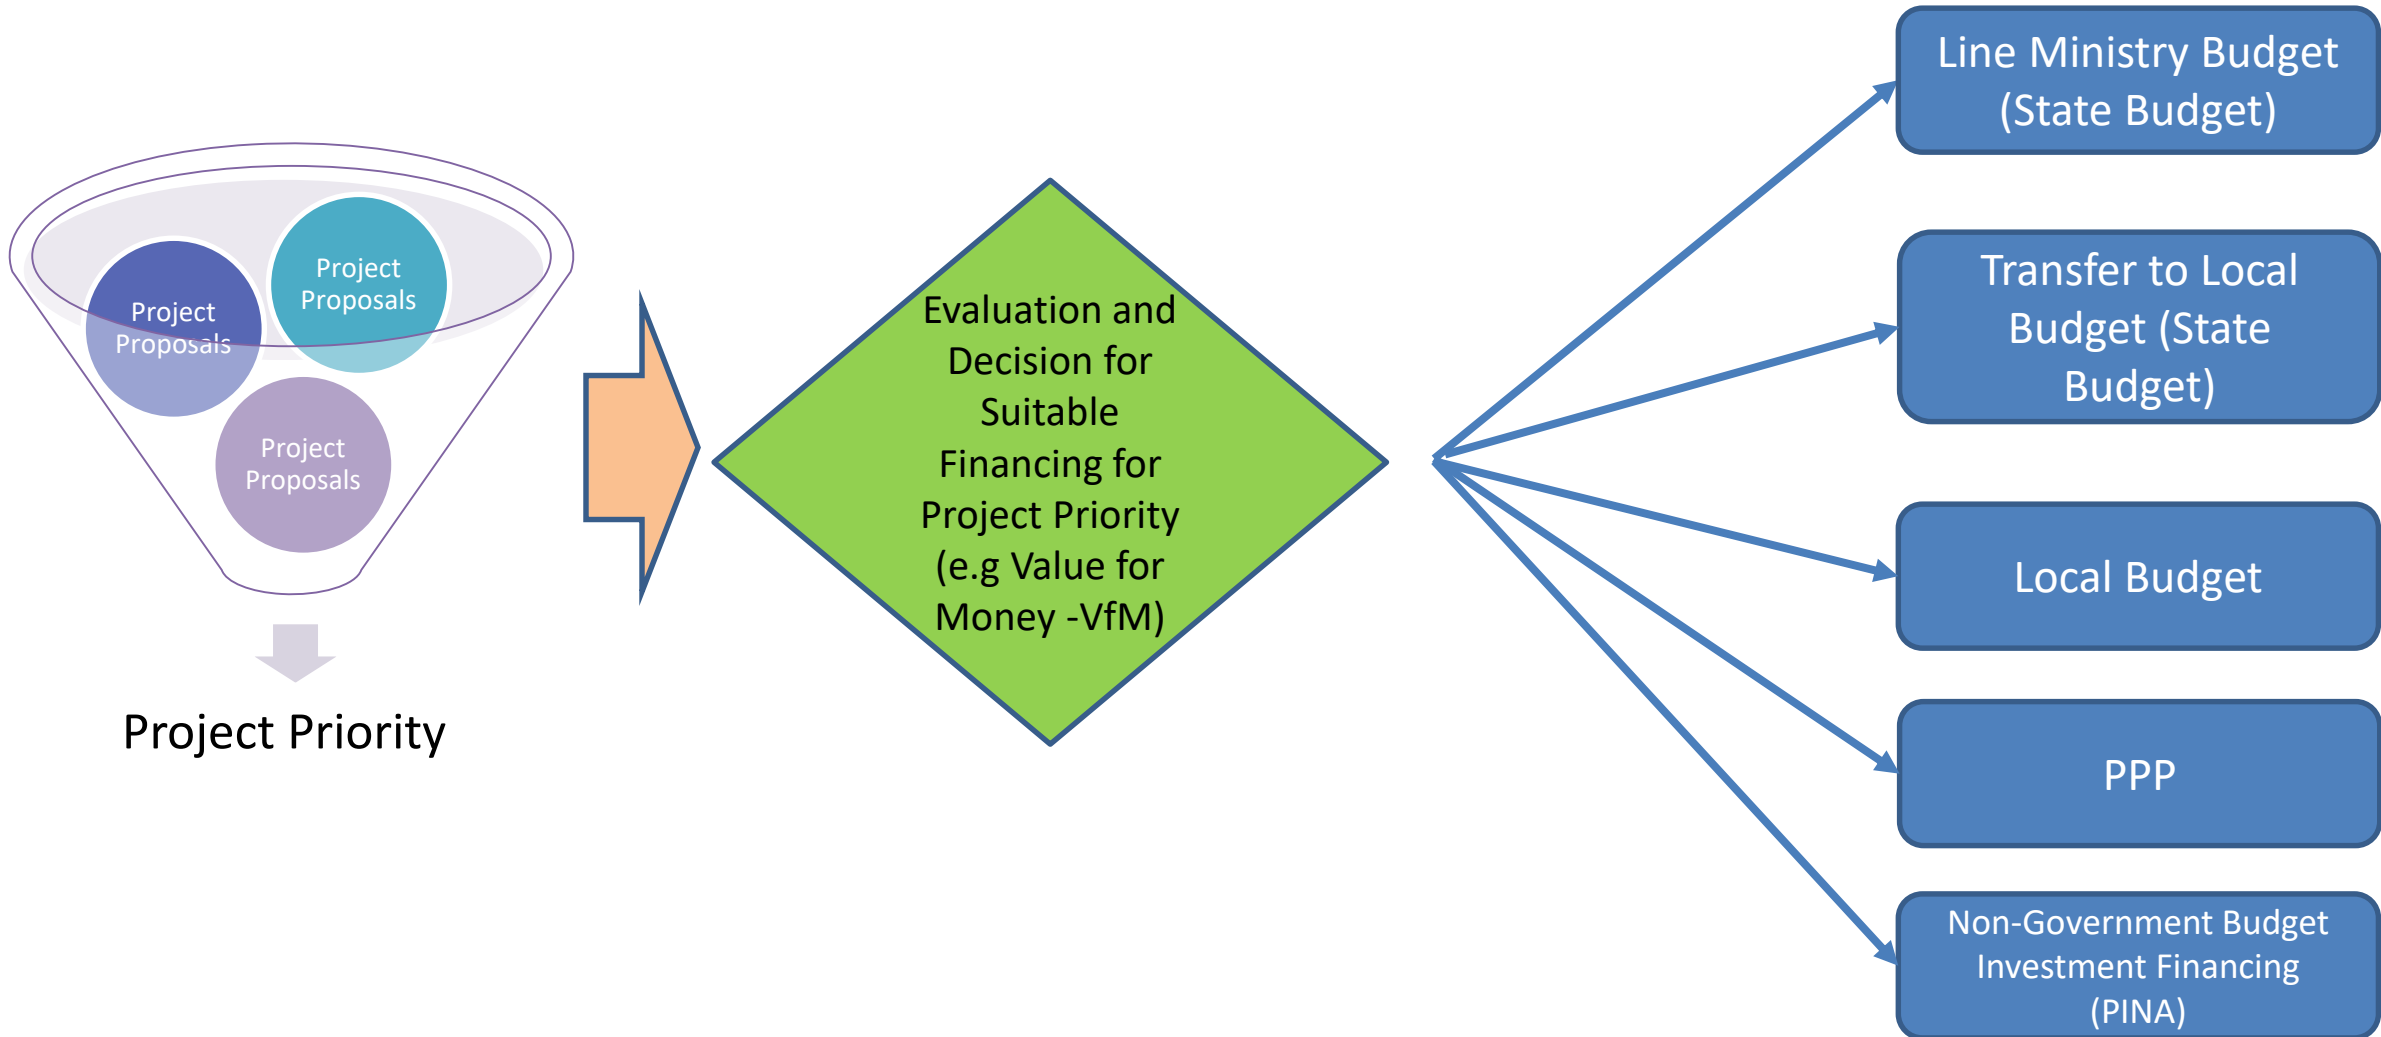 Project
Proposals
Project
Proposals
Project
Proposals
Project Priority
Evaluation and
Decision for
Suitable
Financing for
Project Priority
(e.g Value for
Money -VfM)
Line Ministry Budget
(State Budget)
Transfer to Local
Budget (State
Budget)
Local Budget
PPP
Non-Government Budget
Investment Financing
(PINA)